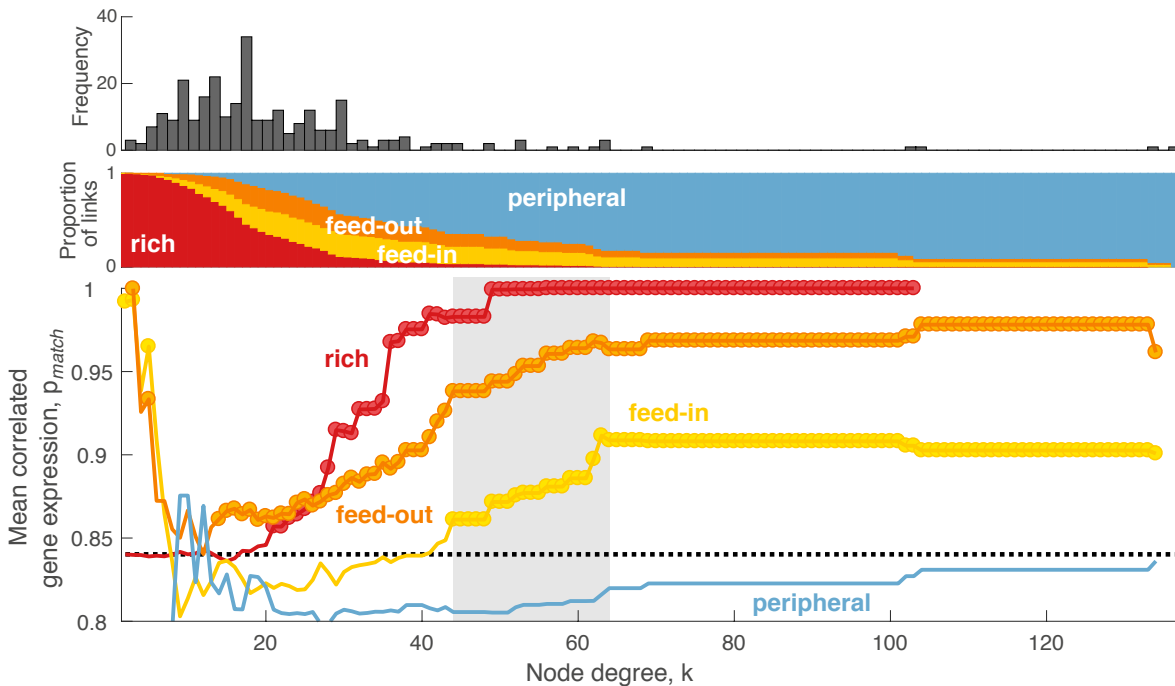 40
20
0
Frequency
1
0
Proportion
of links
rich
feed-out
feed-in
peripheral
1
0.95
0.9
0.85
0.8
Mean correlated
gene expression, p_match
rich
feed-in
feed-out
peripheral
20
40
60
80
100
120
Node degree, k